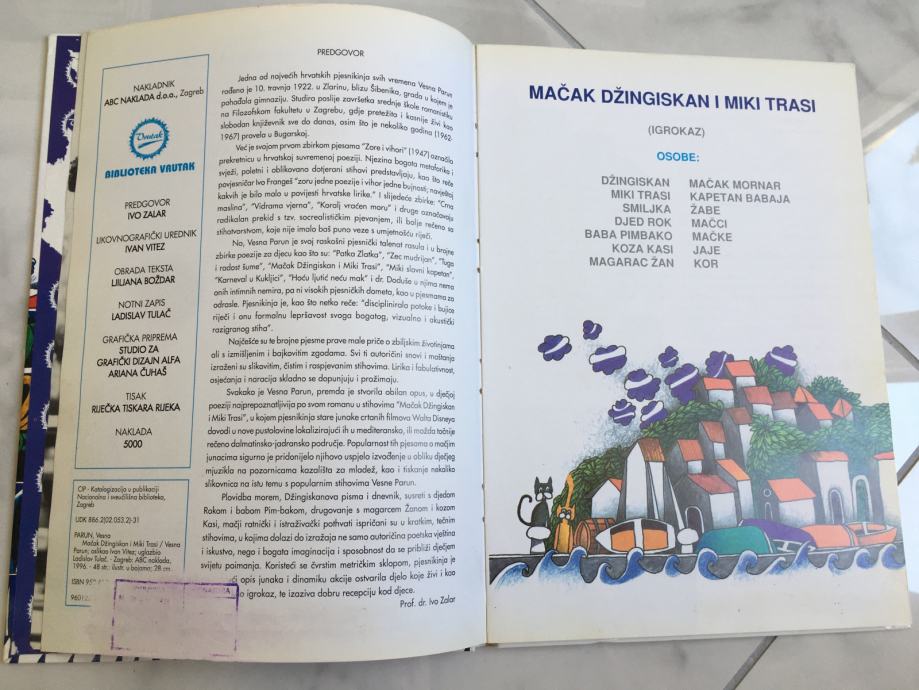 NAKLADNIK
ABC NAKLADA d.o.o., Zagreb
Vrutak
BIBLIOTEKA VRUTAK
PREDGOVOR
IVO ZALAR
LIKOVNOGRAFIČKI UREDNIK
IVAN VITEZ
OBRADA TEKSTA
LILIANA BOŽDAR
NOTNI ZAPIS
LADISLAV TULAČ
GRAFIČKA PRIPREMA
STUDIO ZA
GRAFIČKI DIZAJN ALFA
ARIANA ČUHAŠ
TISAK
RIJEČKA TISKARA RIJEKA
NAKLADA
5000
CIP - Katalogizacija u publikaciji
Nacionalna i sveučilišna biblioteka,
Zagreb
UDK 886.2(02.053.2)-31
PARUN, Vesna
Mačak Džingiskan i Miki Trasi / Vesna
Parun; oslikao Ivan Vitez; uglazbio
Ladislav Tulač - Zagreb: ABC naklada,
1996. - 48 str.: ilustr. u bojama; 28 cm.
ISBN
PREDGOVOR
Jedna od najvećih hrvatskih pjesnikinja svih vremena Vesna Parun
rođena je 10. travnja 1922. u Zlarinu, blizu Šibenika, grada u kojem je
pohađala gimnaziju. Studira poslije završetka srednje škole romanistiku
na Filozofskom fakultetu u Zagrebu, gdje pretežita i kasnije živi kao
slobodan književnik sve do danas, osim što je nekoliko godina (1962-
1967) provela u Bugarskoj.
Već je svojom prvom zbirkom pjesama "Zore i vihori" (1947) označila
prekretnicu u hrvatskoj suvremenoj poeziji. Njezina bogata metaforika i
svježi, poletni i oblikovano dotjerani stihovi predstavljaju, kao što reče
povjesničar Ivo Frangeš "zoru jedne poezije i vihor jedne bujnosti, navještaj
kakvih je bilo malo u povijesti hrvatske lirike." I slijedeće zbirke: "Crna
maslina", "Vidrama vjerna", "Koralj vraćen moru" i druge označavaju
radikalan prekid s tzv. socrealističkim pjevanjem, ili bolje rečeno sa
stihotvorstvom, koje nije imalo baš puno veze s umjetnošću riječi.
No, Vesna Parun je svoj raskošni pjesnički talenat rasula i u brojne
zbirke poezije za djecu kao što su: "Patka Zlatka", "Zec mudrijan", "Tuga
i radost šume", "Mačak Džingiskan i Miki Trasi", "Miki slavni kapetan",
"Karneval u Kukljici", "Hoću ljutić neću mak" i dr. Doduše u njima nema
onih intimnih nemira, pa ni visokih pjesničkih dometa, kao u pjesmama za
odrasle. Pjesnikinja je, kao što netko reče: "disciplinirala potoke i bujice
riječi i onu formalnu lepršavost svoga bogatog, vizualno i akustički
razigranog stiha".
Najčešće su te brojne pjesme prave male priče o zbiljskim životinjama
ali s izmišljenim i bajkovitim zgodama. Svi ti autoričini snovi i maštanja
izraženi su slikovitim, čistim i raspjevanim stihovima. Lirika i fabulativnost,
osjećanja i naracija skladno se dopunjuju i prožimaju.
Svakako je Vesna Parun, premda je stvorila obilan opus, u dječjoj
poeziji najprepoznatljivija po svom romanu u stihovima "Mačak Džingiskan
i Miki Trasi", u kojem pjesnikinja stare junake crtanih filmova Walta Disneya
dovodi u nove pustolovine lokalizirajući ih u mediteransko, ili možda točnije
rečeno dalmatinsko-jadransko područje. Popularnost tih pjesama o mačjim
junacima sigurno je pridonijelo njihovo uspjelo izvođenje u obliku dječjeg
mjuzikla na pozornicama kazališta za mladež, kao i tiskanje nekoliko
slikovnica na istu temu s popularnim stihovima Vesne Parun.
Plovidba morem, Džingiskanova pisma i dnevnik, susreti s djedom
Rokom i babom Pim-bakom, drugovanje s magarcem Žanom i kozom
Kasi, mačji ratnički i istraživački pothvati ispričani su u kratkim, tečnim
stihovima, u kojima dolazi do izražaja ne samo autoričina poetska vještina
i iskustvo, nego i bogata imaginacija i sposobnost da se približi dječjem
svijetu poimanja. Koristeći se čvrstim metričkim sklopom, pjesnikinja je
opis junaka i dinamiku akcije ostvarila djelo koje živi i kao
igrokaz, te izaziva dobru recepciju kod djece.
Prof. dr. Ivo Zalar
MAČAK DŽINGISKAN I MIKI TRASI
(IGROKAZ)
OSOBE:
DŽINGISKAN MAČAK MORNAR
MIKI TRASI KAPETAN BABAJA
SMILJKA ŽABE
DJED ROK MAČCI
BABA PIMBAKO MAČKE
KOZA KASI JAJE
MAGARAC ŽAN KOR